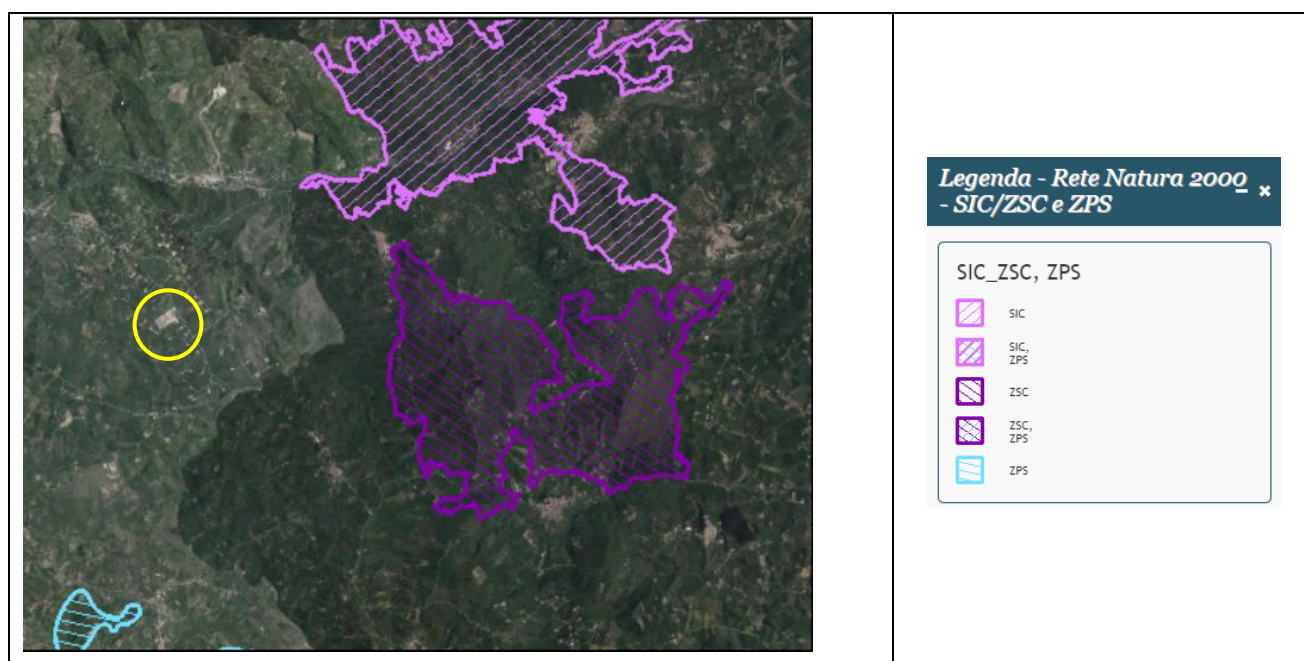 Legenda - Rete Natura 2000
- SIC/ZSC e ZPS
SIC_ZSC, ZPS
SIC
SIC,
ZPS
ZSC
ZSC,
ZPS
ZPS